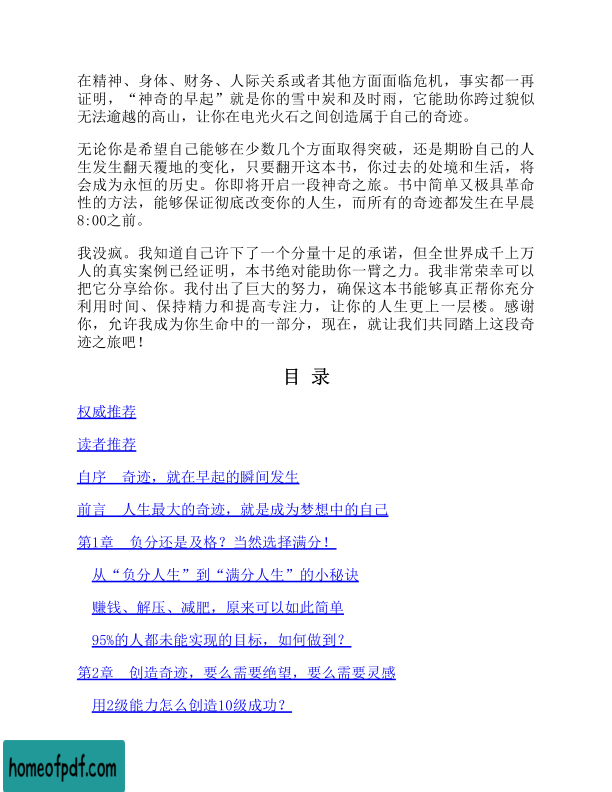 在精神、身体、财务、人际关系或者其他方面面临危机，事实都一再
证明，“神奇的早起”就是你的雪中炭和及时雨，它能助你跨过貌似
无法逾越的高山，让你在电光火石之间创造属于自己的奇迹。
无论你是希望自己能够在少数几个方面取得突破，还是期盼自己的人
生发生翻天覆地的变化，只要翻开这本书，你过去的处境和生活，将
会成为永恒的历史。你即将开启一段神奇之旅。书中简单又极具革命
性的方法，能够保证彻底改变你的人生，而所有的奇迹都发生在早晨
8:00之前。
我没疯。我知道自己许下了一个分量十足的承诺，但全世界成千上万
人的真实案例已经证明，本书绝对能助你一臂之力。我非常荣幸可以
把它分享给你。我付出了巨大的努力，确保这本书能够真正帮你充分
利用时间、保持精力和提高专注力，让你的人生更上一层楼。感谢
你，允许我成为你生命中的一部分，现在，就让我们共同踏上这段奇
迹之旅吧！
目 录
权威推荐
读者推荐
自序　奇迹，就在早起的瞬间发生
前言　人生最大的奇迹，就是成为梦想中的自己
第1章　负分还是及格？当然选择满分！
从“负分人生”到“满分人生”的小秘诀
赚钱、解压、减肥，原来可以如此简单
95%的人都未能实现的目标，如何做到？
第2章　创造奇迹，要么需要绝望，要么需要灵感
用2级能力怎么创造10级成功？
homeofpdf.com